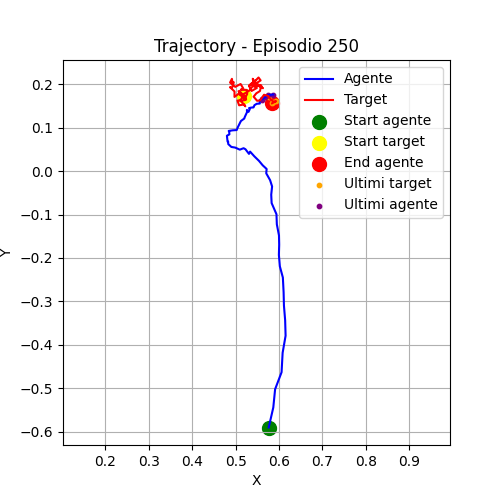 Trajectory - Episodio 250
Agente
Target
Start agente
Start target
End agente
Ultimi target
Ultimi agente
Y
0.2
0.1
0.0
−0.1
−0.2
−0.3
−0.4
−0.5
−0.6
0.2 0.3 0.4 0.5 0.6 0.7 0.8 0.9
X